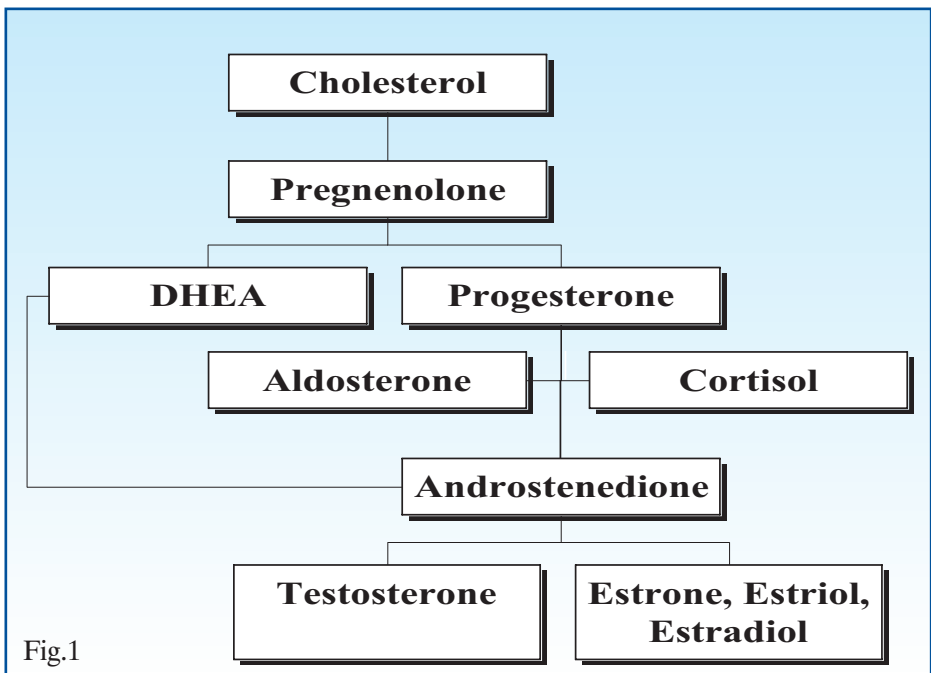 Cholesterol
Pregnenolone
DHEA
Progesterone
Aldosterone
Cortisol
Androstenedione
Testosterone
Estrone, Estriol,
Estradiol
Fig.1